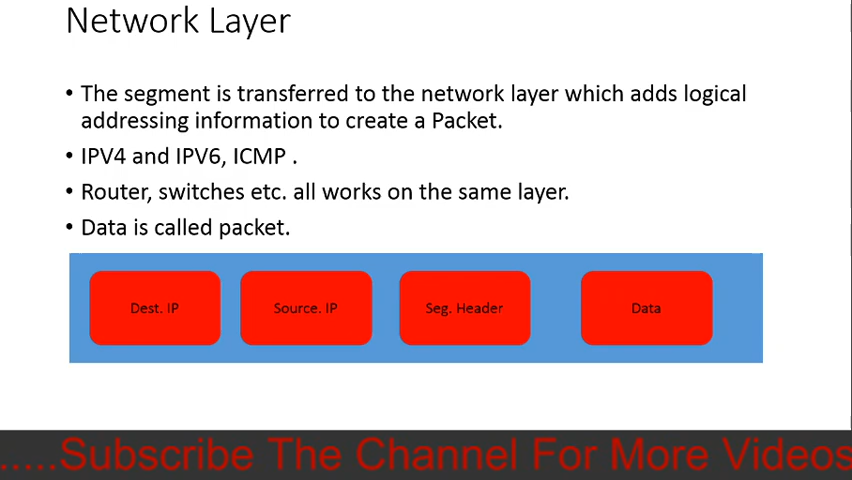 Network Layer
• The segment is transferred to the network layer which adds logical
addressing information to create a Packet.
• IPV4 and IPV6, ICMP .
• Router, switches etc. all works on the same layer.
• Data is called packet.
Dest. IP Source. IP Seg. Header Data
.....Subscribe The Channel For More Videos